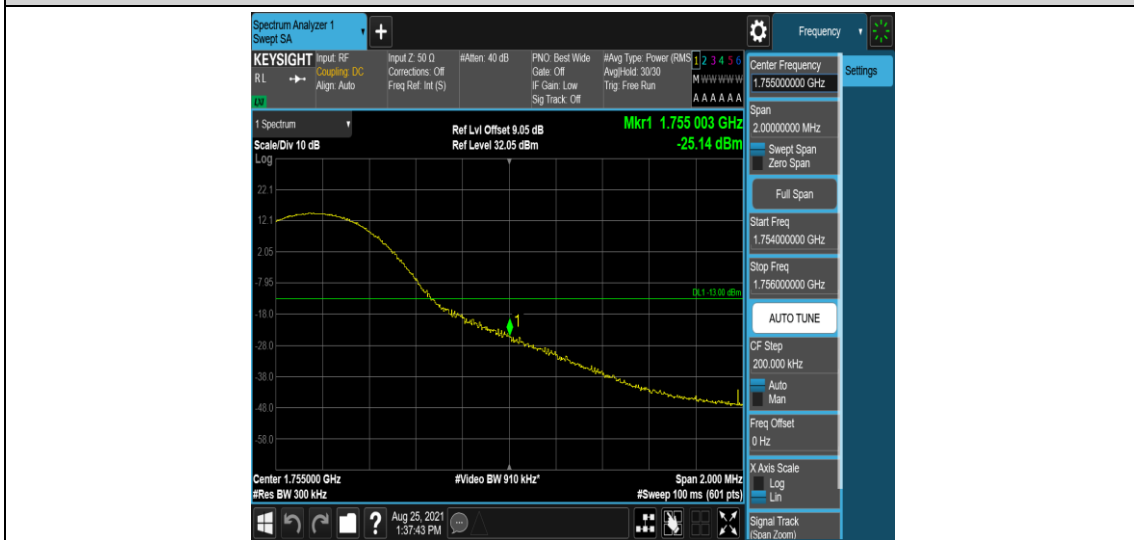 Spectrum Analyzer 1
Swept SA
Frequency
KEYSIGHT
RL
LXI
Input: RF
Coupling: DC
Align: Auto
Input Z: 50 Ω
Corrections: Off
Freq Ref: Int (S)
#Atten: 40 dB
PNO: Best Wide
Gate: Off
IF Gain: Low
Sig Track: Off
#Avg Type: Power (RMS
Avg|Hold: 30/30
Trig: Free Run
1 2 3 4 5 6
M W W W W W
A A A A A A
1 Spectrum
Scale/Div 10 dB
Ref Lvl Offset 9.05 dB
Ref Level 32.05 dBm
Mkr1 1.755 003 GHz
-25.14 dBm
Log
22.1
12.1
2.05
-7.95
-18.0
-28.0
-38.0
-48.0
-58.0
DL1 -13.00 dBm
1
Center 1.755000 GHz
#Video BW 910 kHz*
Span 2.000 MHz
#Res BW 300 kHz
#Sweep 100 ms (601 pts)
Aug 25, 2021
1:37:43 PM
Center Frequency
1.755000000 GHz
Settings
Span
2.00000000 MHz
Swept Span
Zero Span
Full Span
Start Freq
1.754000000 GHz
Stop Freq
1.756000000 GHz
AUTO TUNE
CF Step
200.000 kHz
Auto
Man
Freq Offset
0 Hz
X Axis Scale
Log
Lin
Signal Track
(Span Zoom)